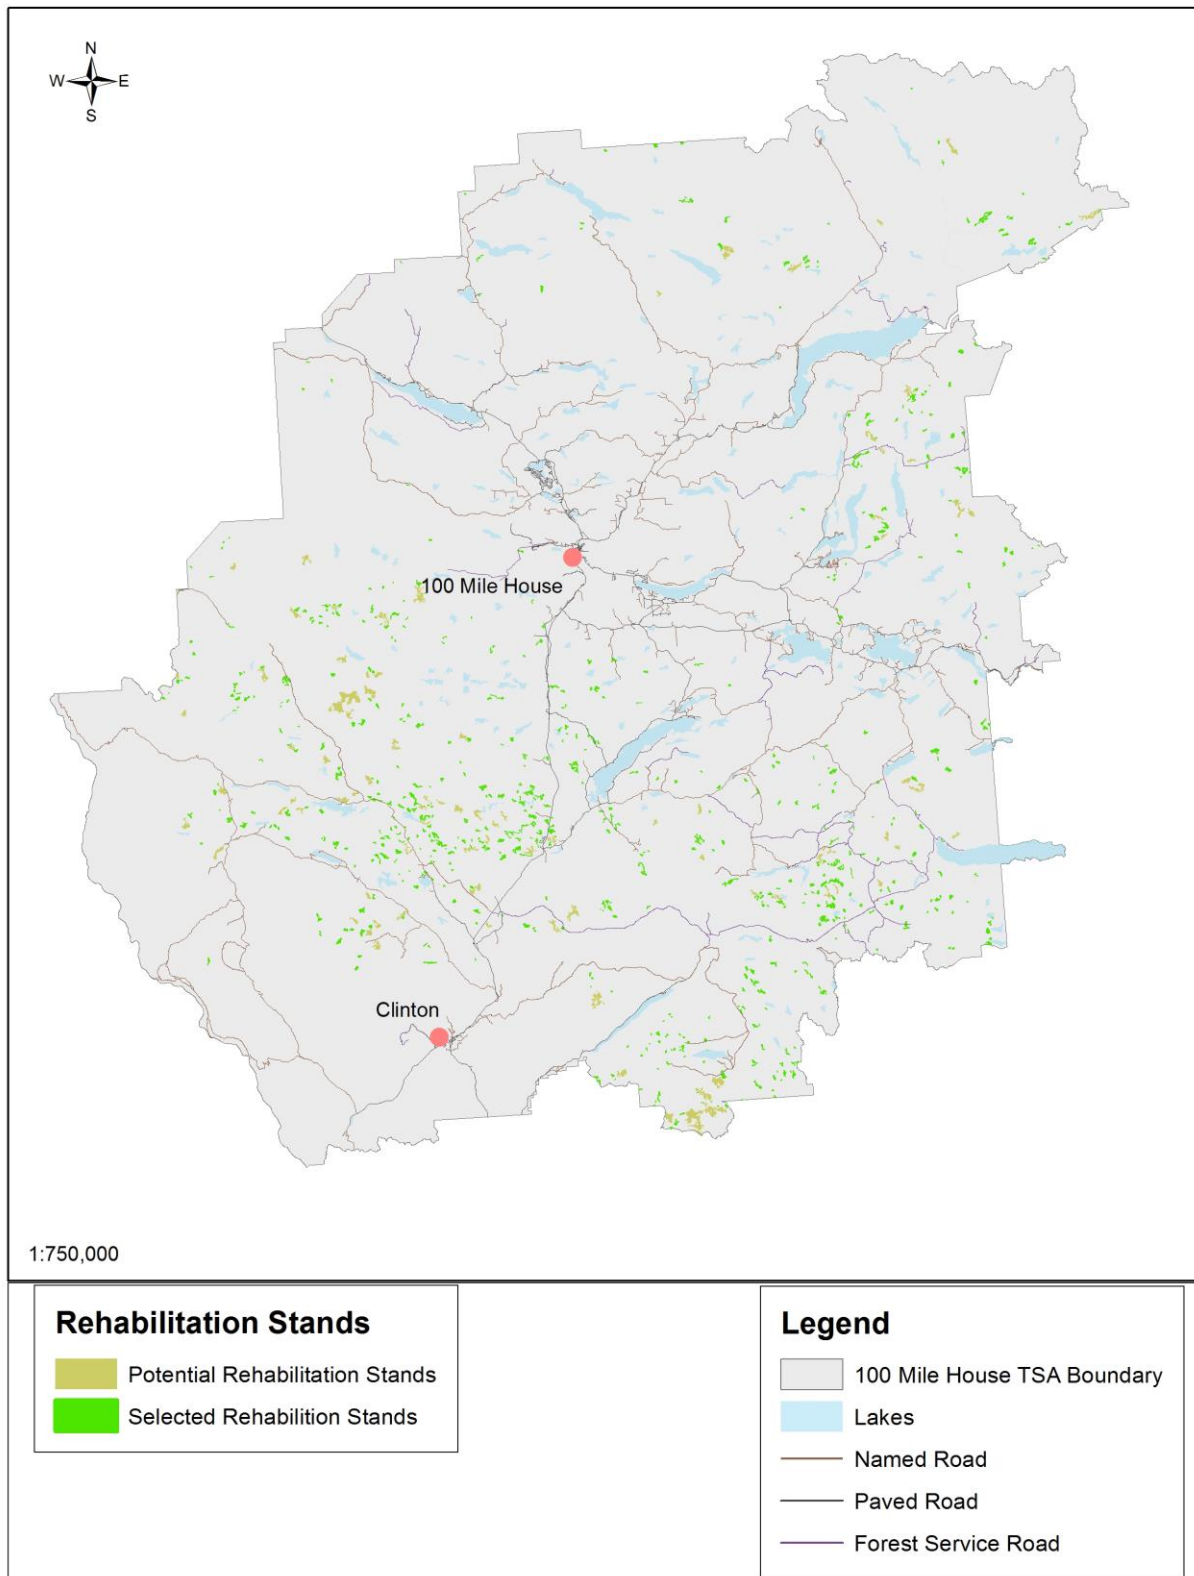 N
W E
S
100 Mile House
Clinton
1:750,000
Rehabilitation Stands
Potential Rehabilitation Stands
Selected Rehabilition Stands
Legend
100 Mile House TSA Boundary
Lakes
Named Road
Paved Road
Forest Service Road